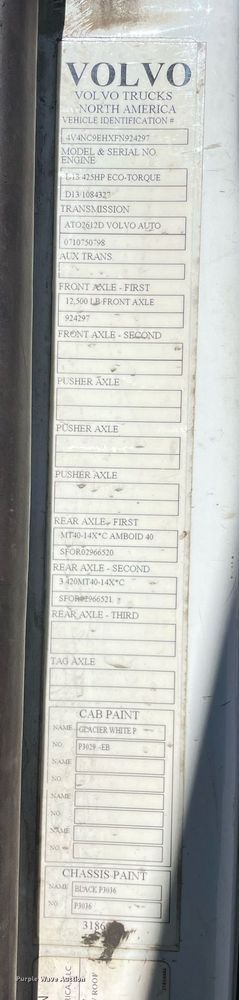 VOLVO
VOLVO TRUCKS
NORTH AMERICA
VEHICLE IDENTIFICATION #
4V4NC9EHXFN924297
MODEL & SERIAL NO.
ENGINE
D13 425HP ECO-TORQUE
D13/1084327
TRANSMISSION
ATO2612D VOLVO AUTO
0710750798
AUX TRANS
FRONT AXLE - FIRST
12,500 LB FRONT AXLE
924297
FRONT AXLE - SECOND
PUSHER AXLE
PUSHER AXLE
PUSHER AXLE
REAR AXLE - FIRST
MT40-14X*C AMBOID 40
SFOR02966520
REAR AXLE - SECOND
3.420MT40-14X*C
SFOR02966521
REAR AXLE - THIRD
TAG AXLE
CAB PAINT
NAME GLACIER WHITE P
NO. P3029 -EB
NAME
NO.
NAME
NO.
NAME
NO.
CHASSIS PAINT
NAME BLACK P3036
NO. P3036
3186
Purple Wave Auction